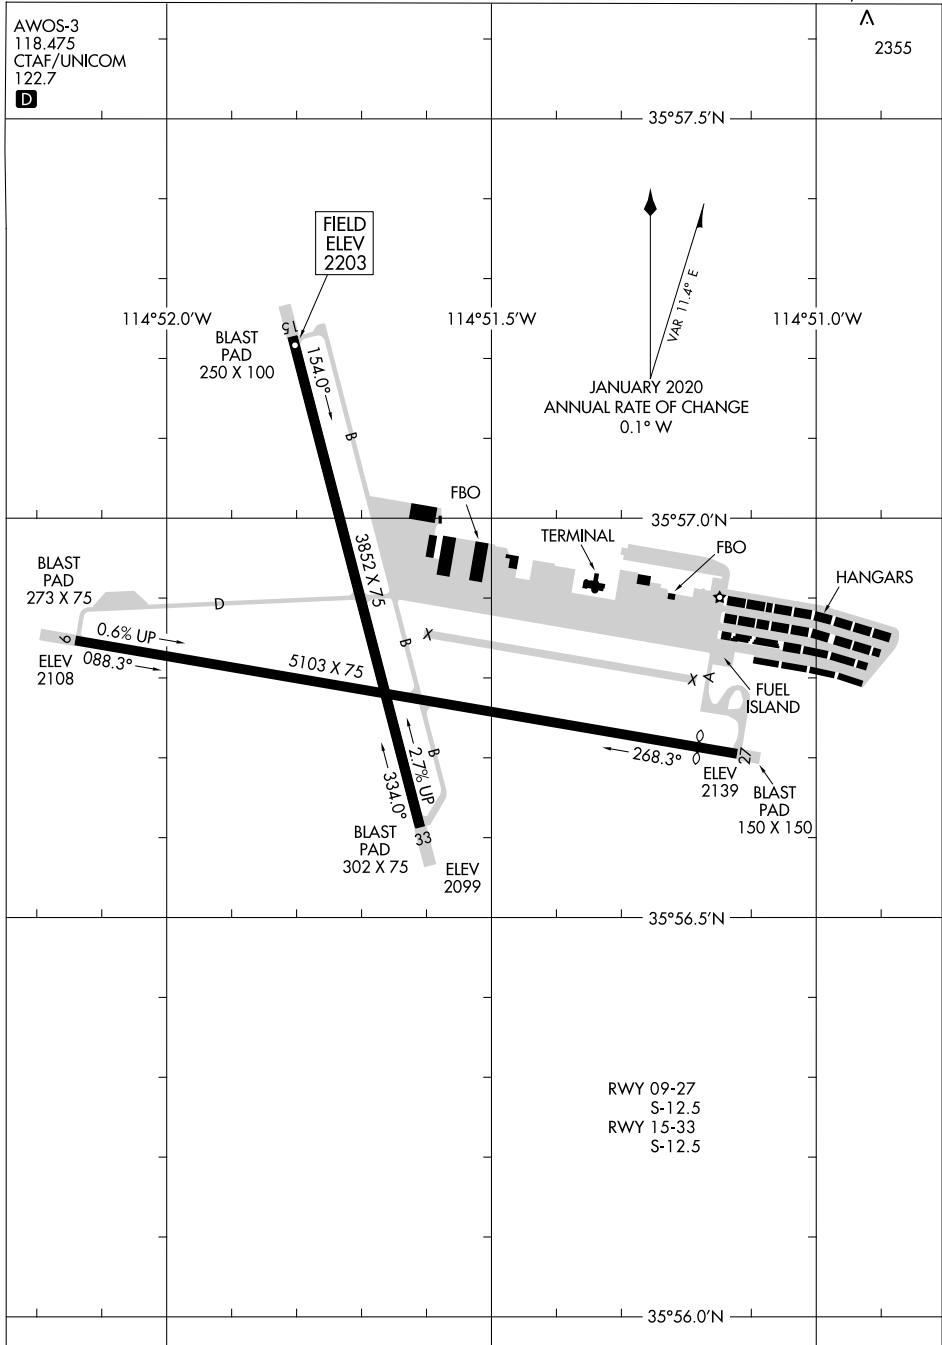 AWOS-3
118.475
CTAF/UNICOM
122.7
D
2355
35°57.5'N
FIELD
ELEV
2203
VAR 11.4° E
114°52.0'W
114°51.5'W
114°51.0'W
15
BLAST
PAD
250 X 100
154.0°
JANUARY 2020
ANNUAL RATE OF CHANGE
0.1° W
B
FBO
35°57.0'N
TERMINAL
FBO
HANGARS
BLAST
PAD
273 X 75
3852 X 75
D
9
0.6% UP
088.3°
ELEV
2108
5103 X 75
B
X
X
A
FUEL
ISLAND
268.3°
27
ELEV
2139
BLAST
PAD
150 X 150
B
2.7% UP
334.0°
33
BLAST
PAD
302 X 75
ELEV
2099
35°56.5'N
RWY 09-27
S-12.5
RWY 15-33
S-12.5
35°56.0'N